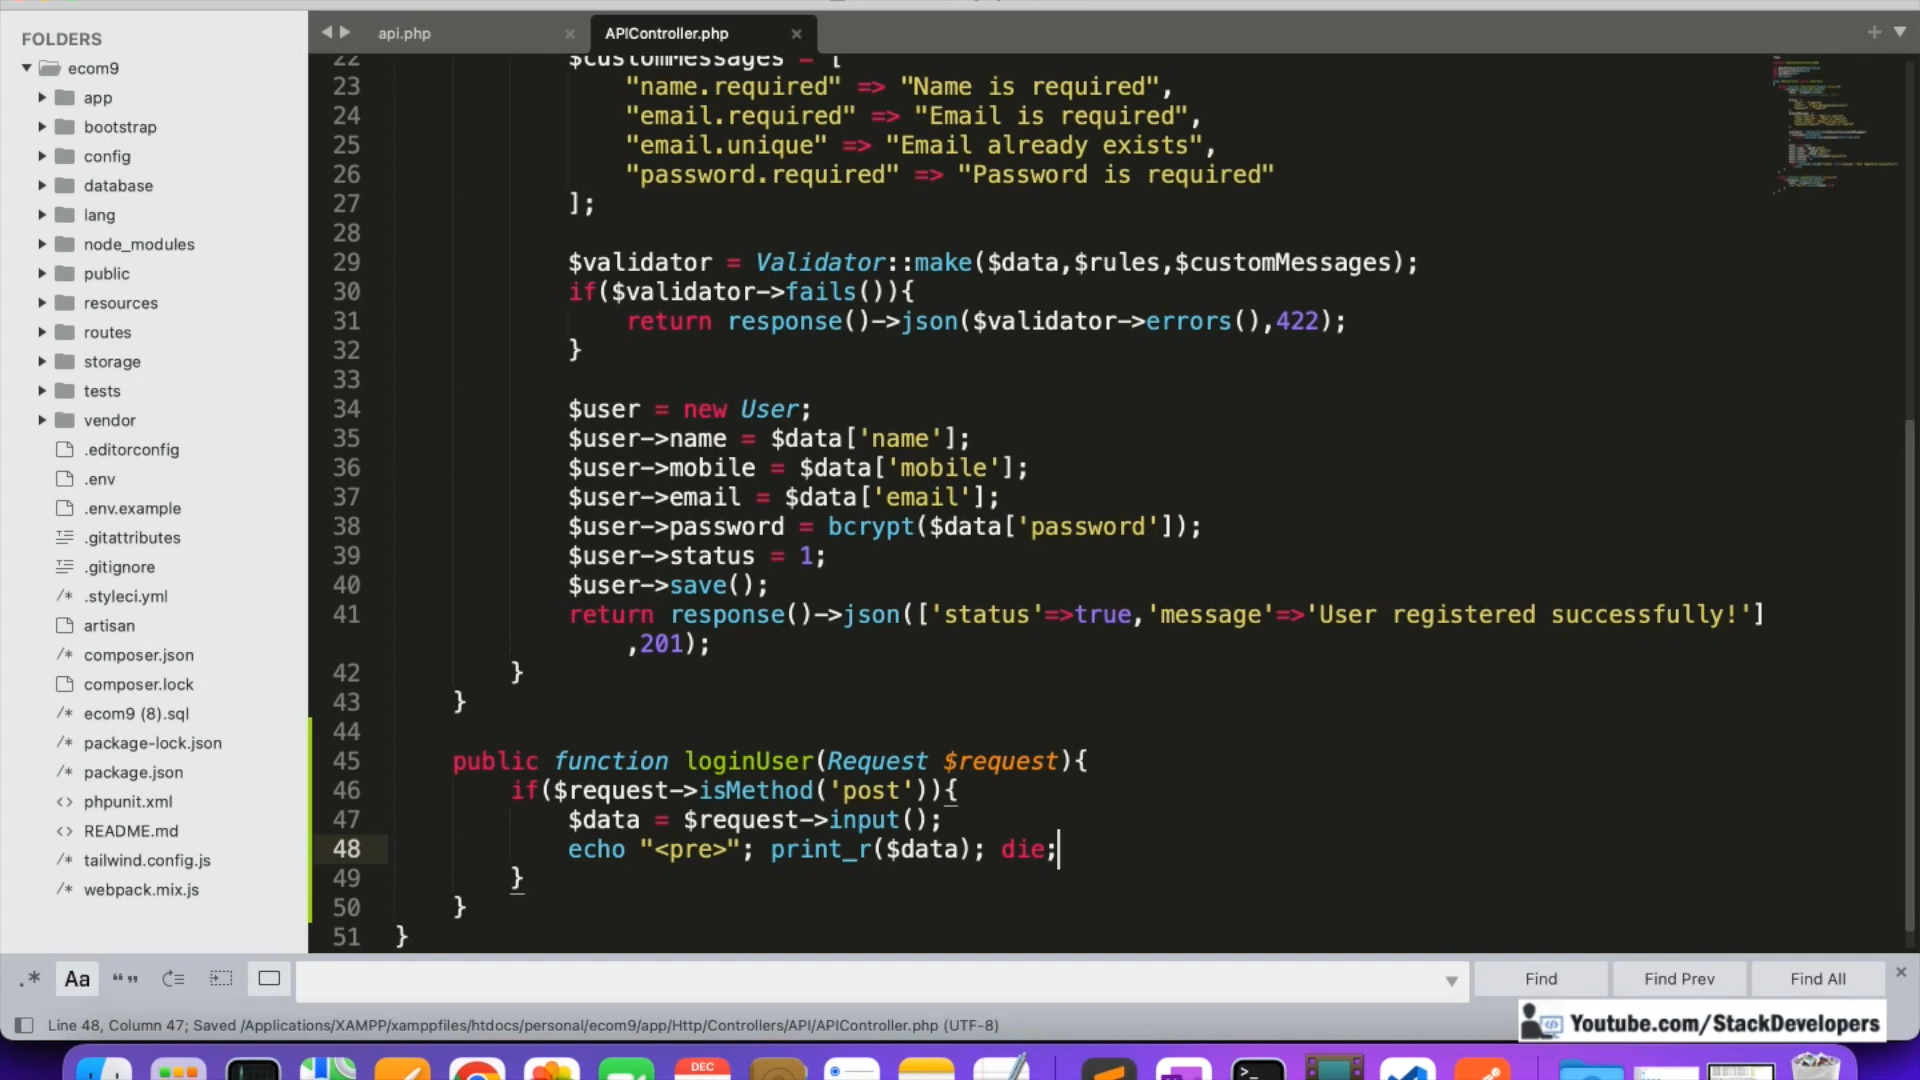 FOLDERS
ecom9
app
bootstrap
config
database
lang
node_modules
public
resources
routes
storage
tests
vendor
.editorconfig
.env
.env.example
.gitattributes
.gitignore
/* .styleci.yml
artisan
/* composer.json
composer.lock
/* ecom9 (8).sql
/* package-lock.json
/* package.json
<> phpunit.xml
<> README.md
/* tailwind.config.js
/* webpack.mix.js
api.php
APIController.php
22 $customMessages = [
23 "name.required" => "Name is required",
24 "email.required" => "Email is required",
25 "email.unique" => "Email already exists",
26 "password.required" => "Password is required"
27 ];
28
29 $validator = Validator::make($data,$rules,$customMessages);
30 if($validator->fails()){
31 return response()->json($validator->errors(),422);
32 }
33
34 $user = new User;
35 $user->name = $data['name'];
36 $user->mobile = $data['mobile'];
37 $user->email = $data['email'];
38 $user->password = bcrypt($data['password']);
39 $user->status = 1;
40 $user->save();
41 return response()->json(['status'=>true,'message'=>'User registered successfully!']
,201);
42 }
43 }
44
45 public function loginUser(Request $request){
46 if($request->isMethod('post')){
47 $data = $request->input();
48 echo "<pre>"; print_r($data); die;
49 }
50 }
51 }
.* Aa “” Find Find Prev Find All
Line 48, Column 47; Saved /Applications/XAMPP/xamppfiles/htdocs/personal/ecom9/app/Http/Controllers/API/APIController.php (UTF-8)
Youtube.com/StackDevelopers
DEC